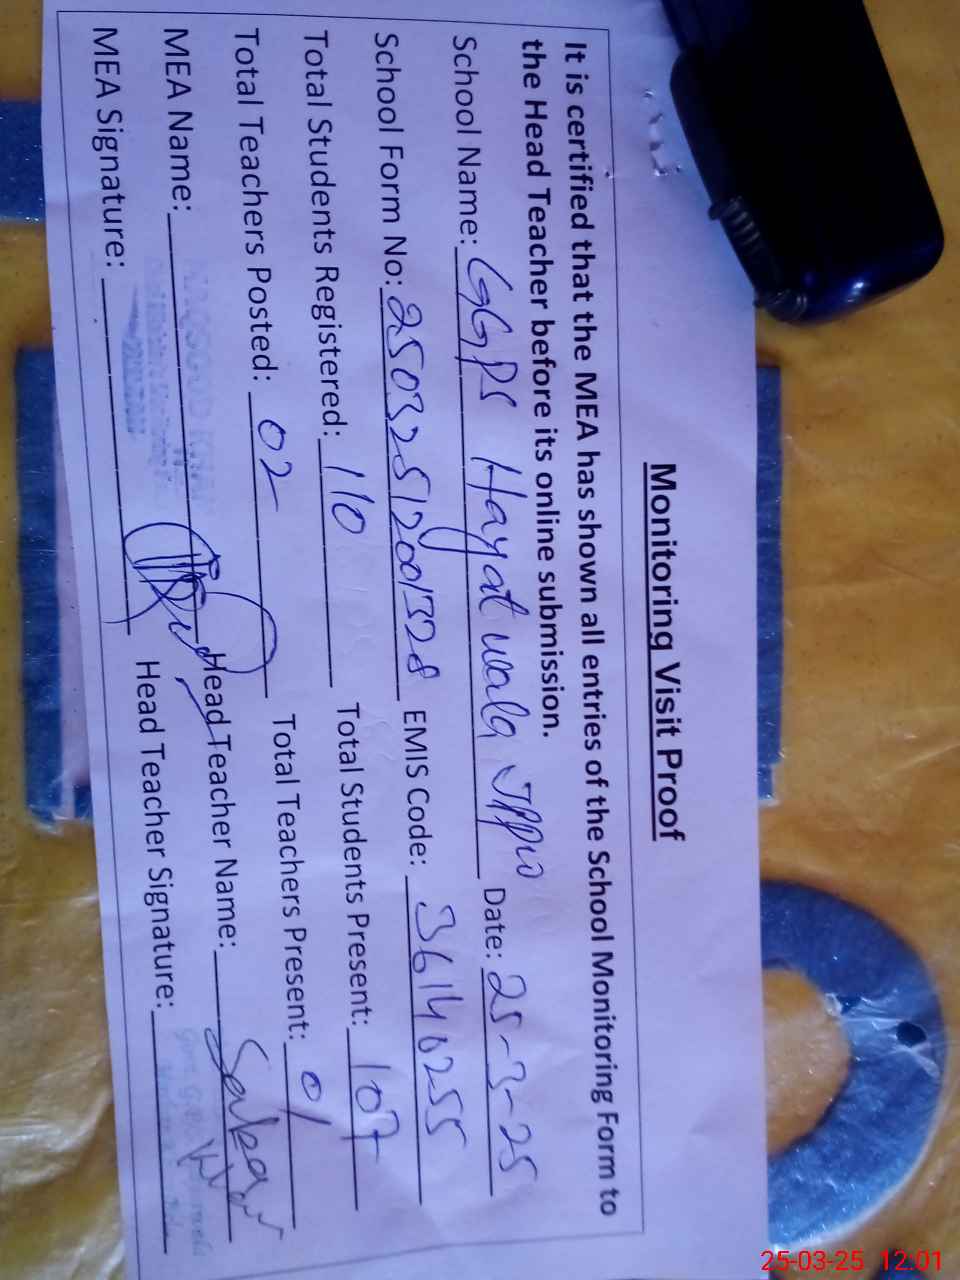 Monitoring Visit Proof
It is certified that the MEA has shown all entries of the School Monitoring Form to
the Head Teacher before its online submission.
School Name: GGPS Hayat wala Date: 25-3-25
School Form No: 25032512001328 EMIS Code: 36140255
Total Students Registered: 110 Total Students Present: 107
Total Teachers Posted: 02 Total Teachers Present: 01
MEA Name: Head Teacher Name:
MEA Signature: Head Teacher Signature:
25-03-25 12:01